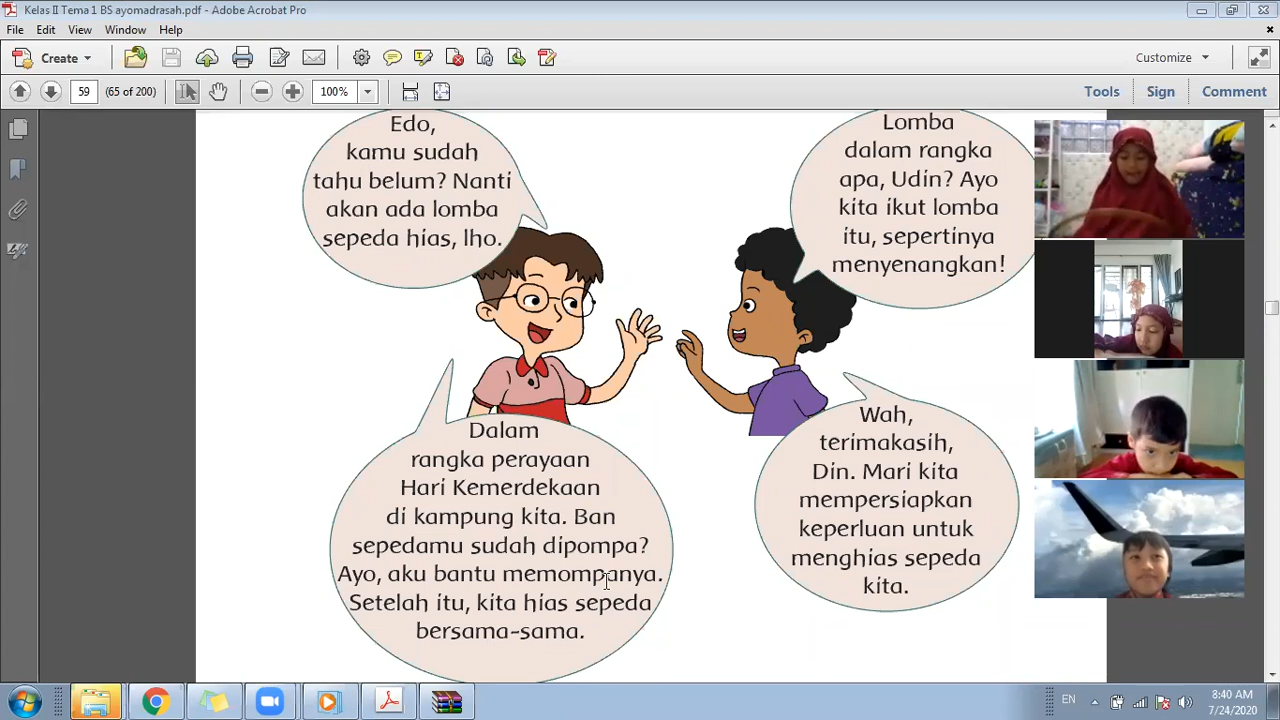 Kelas II Tema 1 BS ayomadrasah.pdf - Adobe Acrobat Pro
File Edit View Window Help
Create
Customize
59 (65 of 200) 100% Tools Sign Comment
Edo,
kamu sudah
tahu belum? Nanti
akan ada lomba
sepeda hias, lho.
Lomba
dalam rangka
apa, Udin? Ayo
kita ikut lomba
itu, sepertinya
menyenangkan!
Dalam
rangka perayaan
Hari Kemerdekaan
di kampung kita. Ban
sepedamu sudah dipompa?
Ayo, aku bantu memompanya.
Setelah itu, kita hias sepeda
bersama-sama.
Wah,
terimakasih,
Din. Mari kita
mempersiapkan
keperluan untuk
menghias sepeda
kita.
EN
8:40 AM
7/24/2020